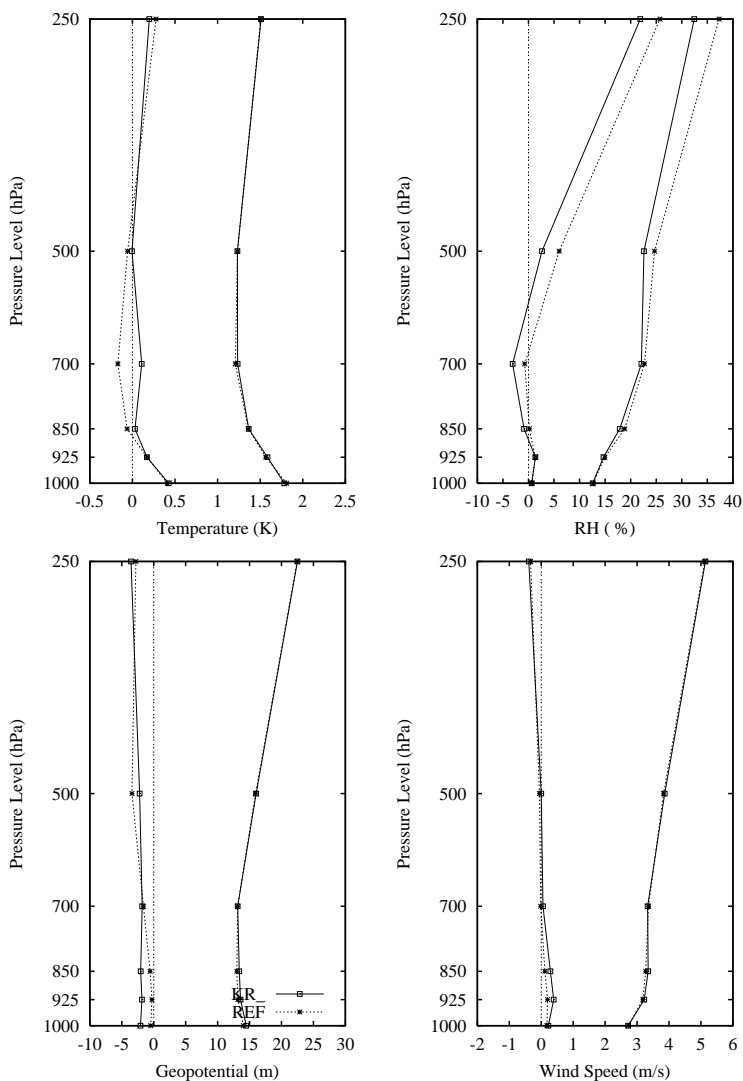 250
500
700
850
925
1000
-0.5 0 0.5 1 1.5 2 2.5
Pressure Level (hPa)
Temperature (K)
250
500
700
850
925
1000
-10 -5 0 5 10 15 20 25 30 35 40
Pressure Level (hPa)
RH ( %)
250
500
700
850
925
1000
-10 -5 0 5 10 15 20 25 30
Pressure Level (hPa)
Geopotential (m)
KR_
REF
250
500
700
850
925
1000
-2 -1 0 1 2 3 4 5 6
Pressure Level (hPa)
Wind Speed (m/s)